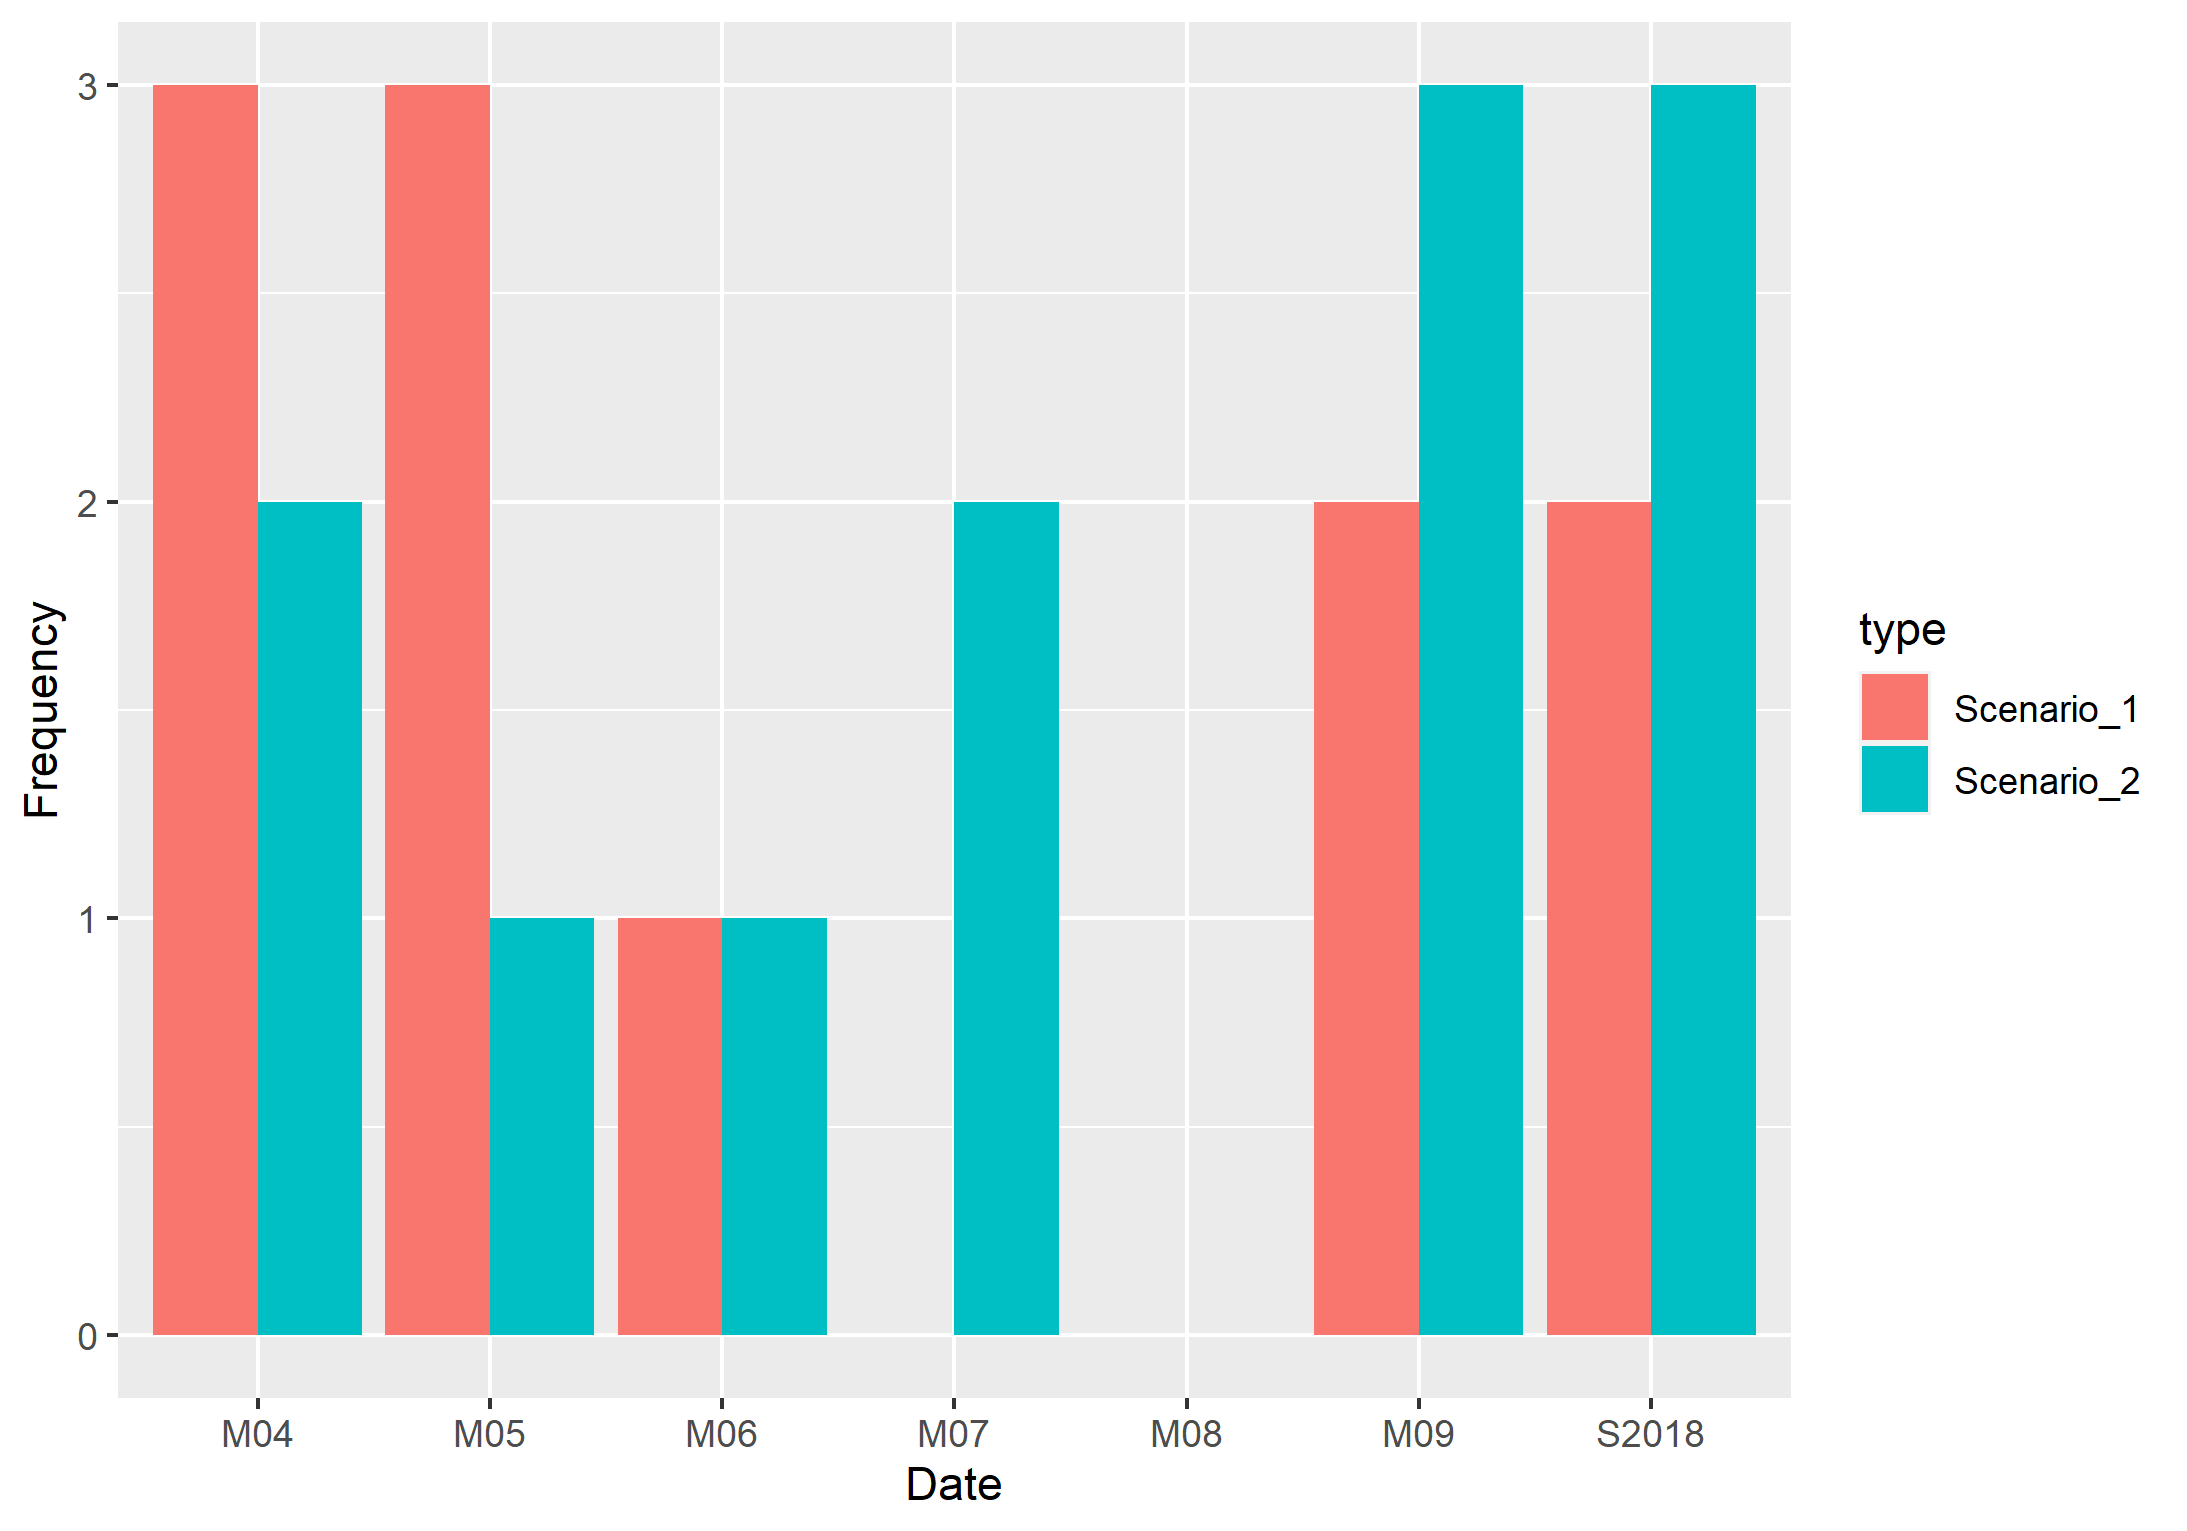 3
2
1
0
Frequency
M04 M05 M06 M07 M08 M09 S2018
Date
type
Scenario_1
Scenario_2